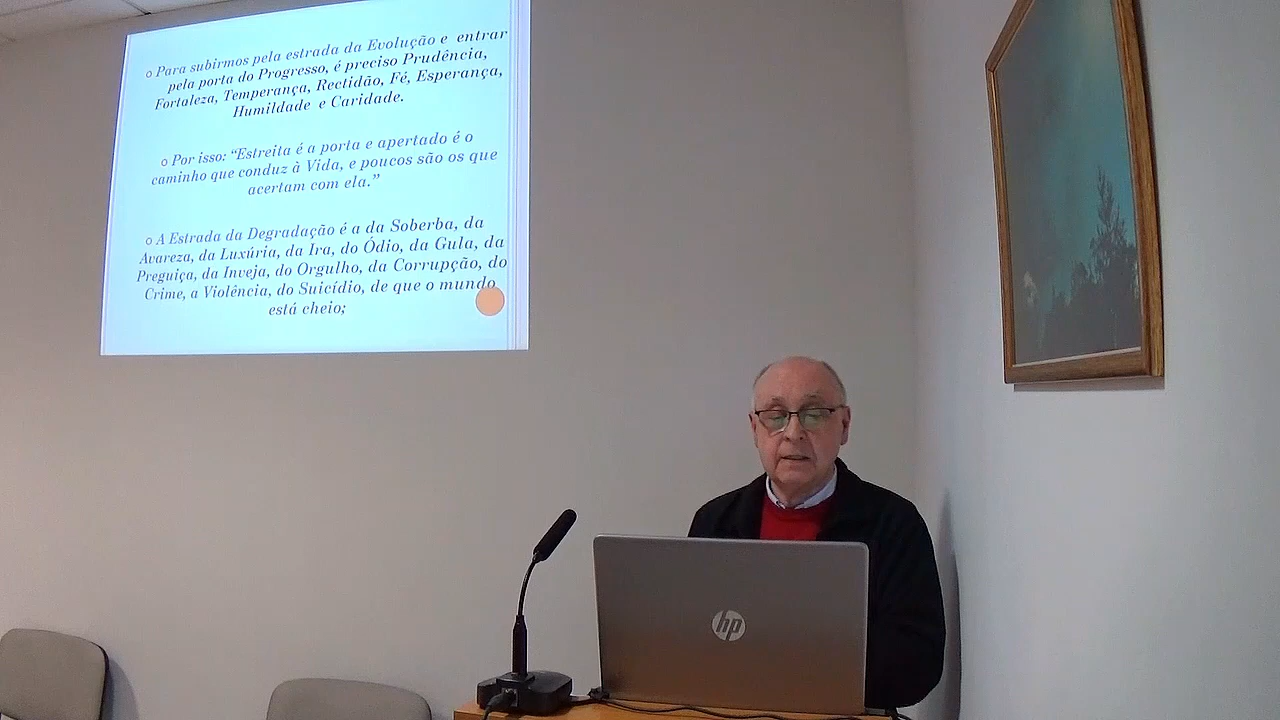 Para subirmos pela estrada da Evolução e entrar
pela porta do Progresso, é preciso Prudência,
Fortaleza, Temperança, Rectidão, Fé, Esperança,
Humildade e Caridade.
Por isso: “Estreita é a porta e apertado é o
caminho que conduz à Vida, e poucos são os que
acertam com ela.”
A Estrada da Degradação é a da Soberba, da
Avareza, da Luxúria, da Ira, do Ódio, da Gula, da
Preguiça, da Inveja, do Orgulho, da Corrupção, do
Crime, a Violência, do Suicídio, de que o mundo
está cheio;
hp